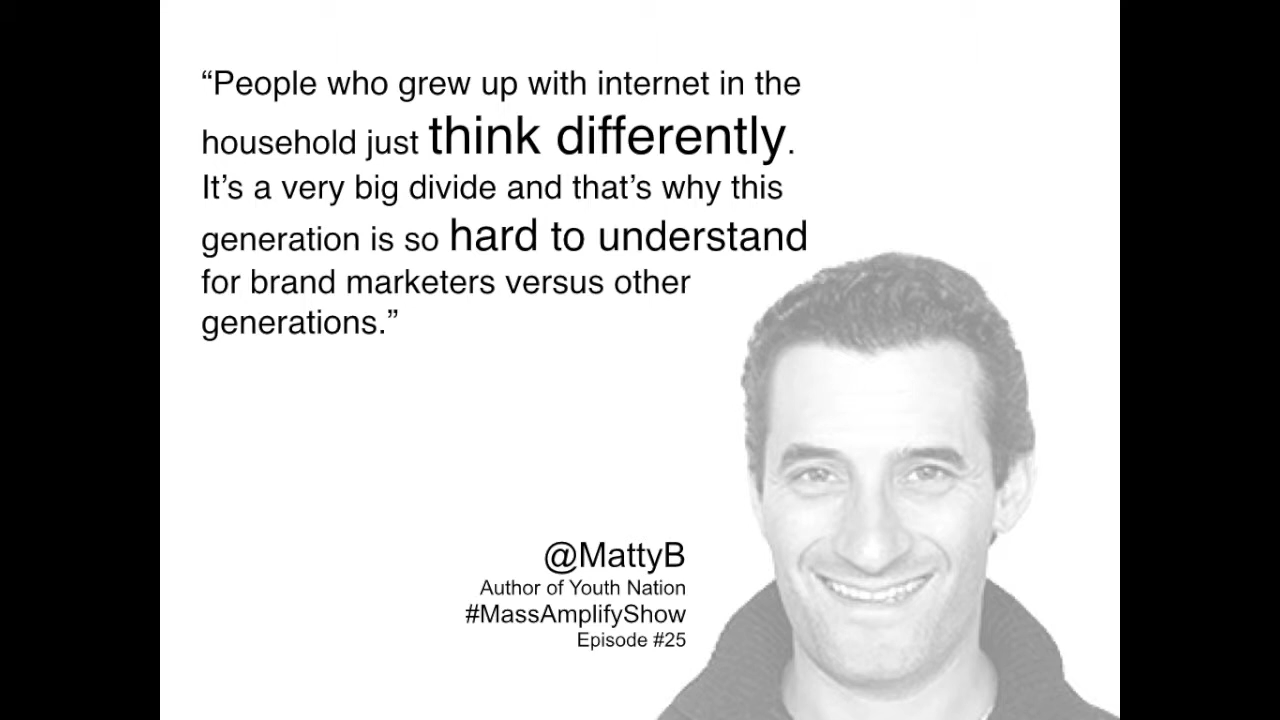 “People who grew up with internet in the
household just think differently.
It’s a very big divide and that’s why this
generation is so hard to understand
for brand marketers versus other
generations.”
@MattyB
Author of Youth Nation
#MassAmplifyShow
Episode #25